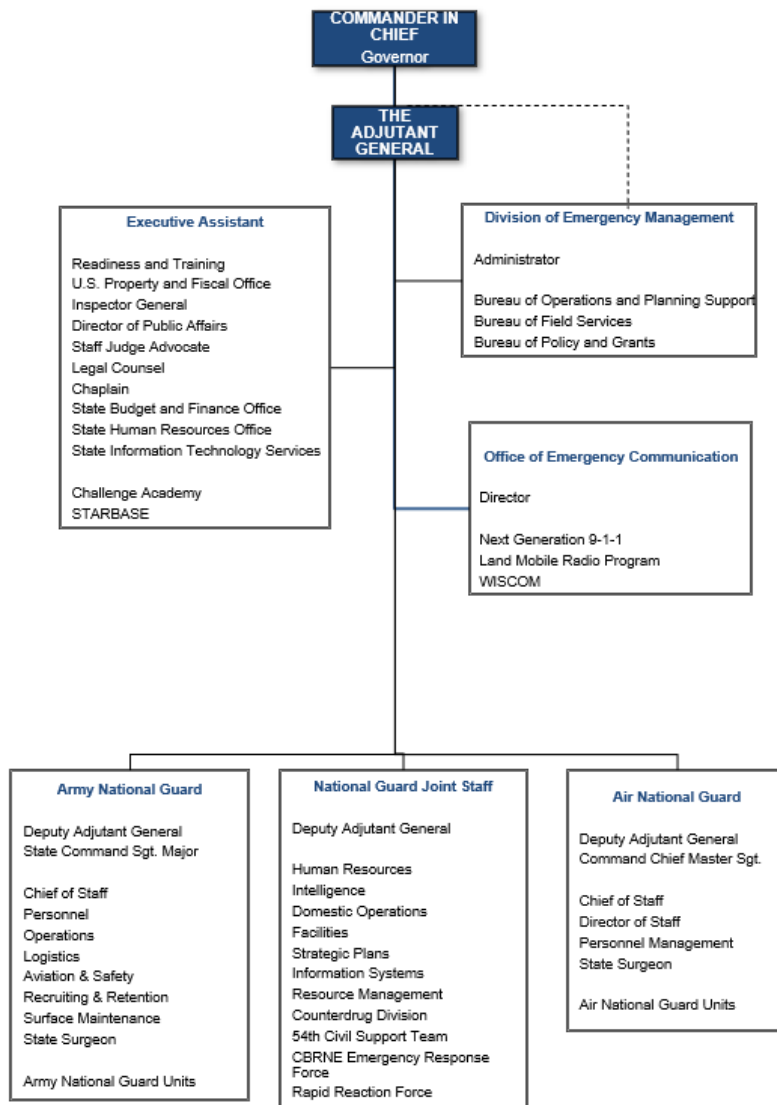 COMMANDER IN
CHIEF
Governor
THE
ADJUTANT
GENERAL
Executive Assistant
Readiness and Training
U.S. Property and Fiscal Office
Inspector General
Director of Public Affairs
Staff Judge Advocate
Legal Counsel
Chaplain
State Budget and Finance Office
State Human Resources Office
State Information Technology Services
Challenge Academy
STARBASE
Division of Emergency Management
Administrator
Bureau of Operations and Planning Support
Bureau of Field Services
Bureau of Policy and Grants
Office of Emergency Communication
Director
Next Generation 9-1-1
Land Mobile Radio Program
WISCOM
Army National Guard
Deputy Adjutant General
State Command Sgt. Major
Chief of Staff
Personnel
Operations
Logistics
Aviation & Safety
Recruiting & Retention
Surface Maintenance
State Surgeon
Army National Guard Units
National Guard Joint Staff
Deputy Adjutant General
Human Resources
Intelligence
Domestic Operations
Facilities
Strategic Plans
Information Systems
Resource Management
Counterdrug Division
54th Civil Support Team
CBRNE Emergency Response
Force
Rapid Reaction Force
Air National Guard
Deputy Adjutant General
Command Chief Master Sgt.
Chief of Staff
Director of Staff
Personnel Management
State Surgeon
Air National Guard Units